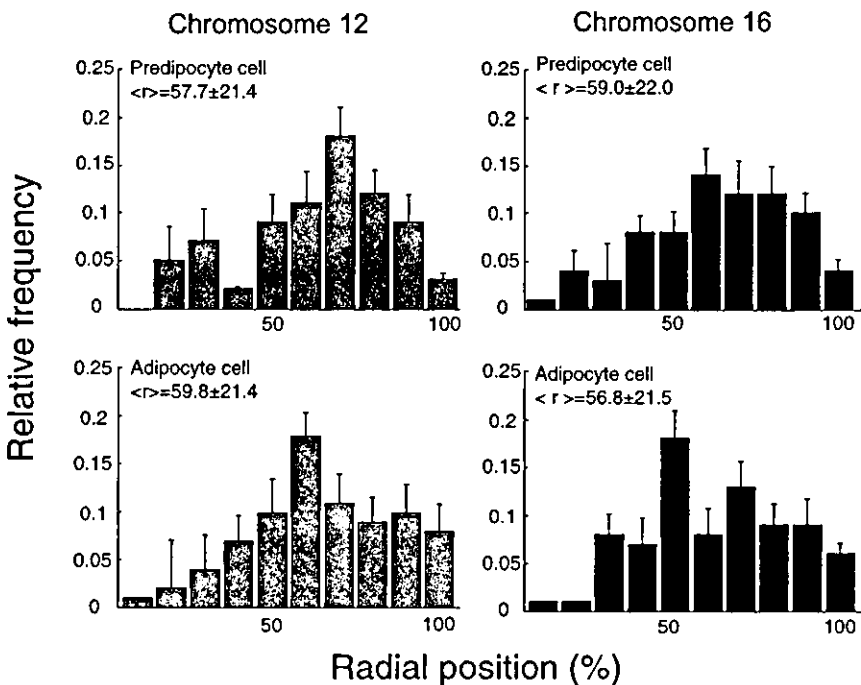 Chromosome 12
Chromosome 16
Relative frequency
0.25
0.2
0.15
0.1
0.05
0
Predipocyte cell
<r>=57.7±21.4
50
100
0.25
0.2
0.15
0.1
0.05
0
Predipocyte cell
< r >=59.0±22.0
50
100
0.25
0.2
0.15
0.1
0.05
0
Adipocyte cell
<r>=59.8±21.4
50
100
0.25
0.2
0.15
0.1
0.05
0
Adipocyte cell
< r >=56.8±21.5
50
100
Radial position (%)